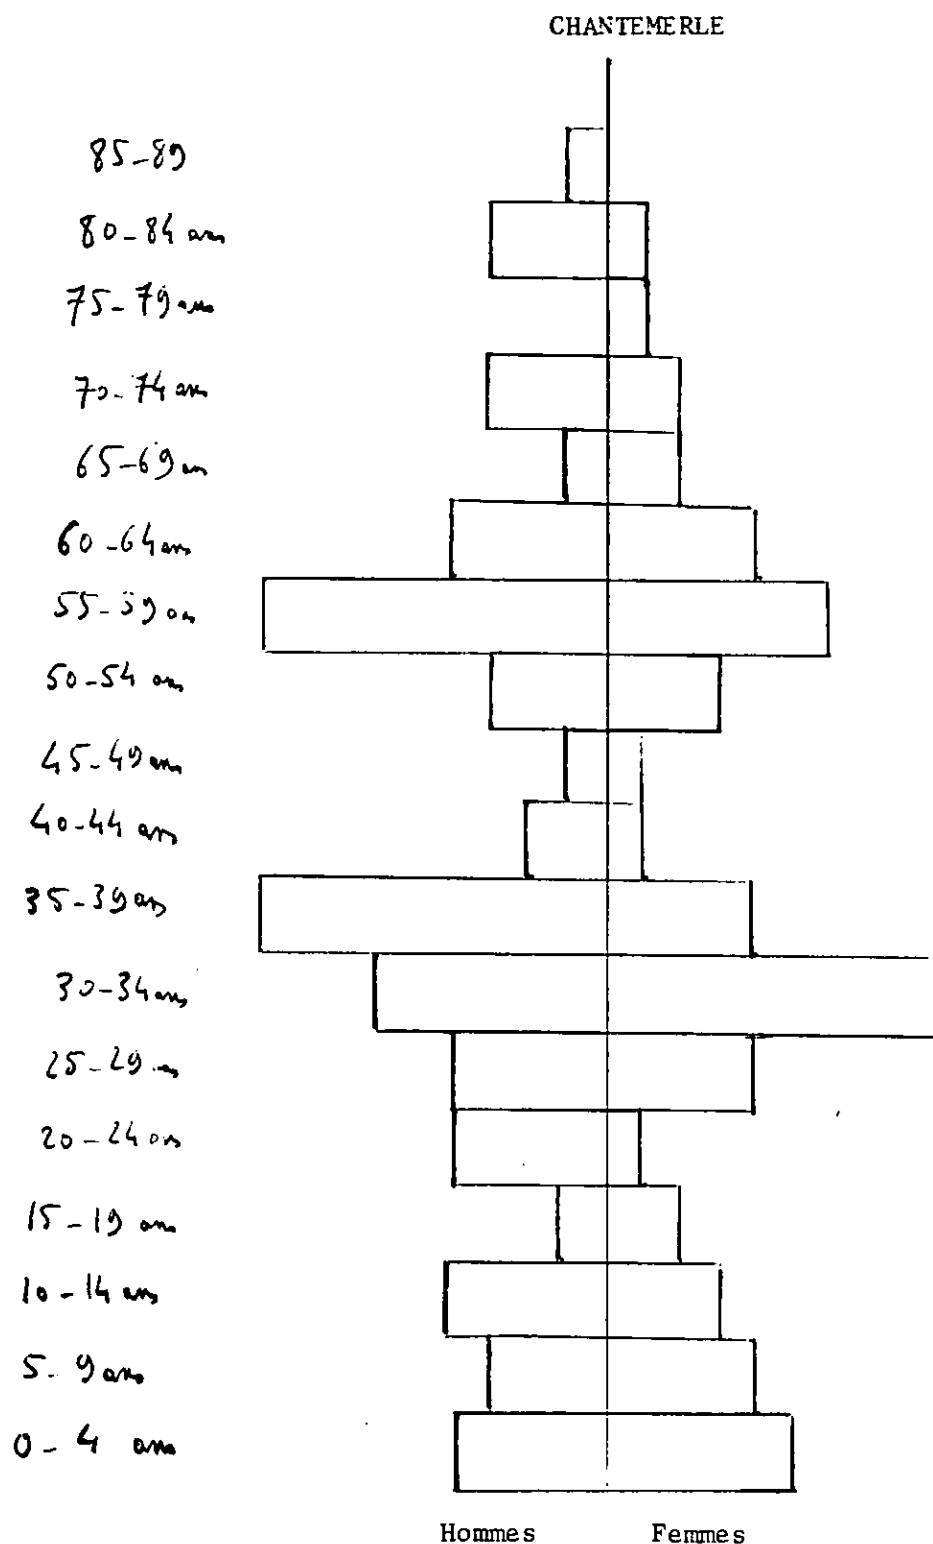 CHANTEMERLE
85-89
80-84 ans
75-79 ans
70-74 ans
65-69 ans
60-64 ans
55-59 ans
50-54 ans
45-49 ans
40-44 ans
35-39 ans
30-34 ans
25-29 ans
20-24 ans
15-19 ans
10-14 ans
5-9 ans
0-4 ans
Hommes Femmes